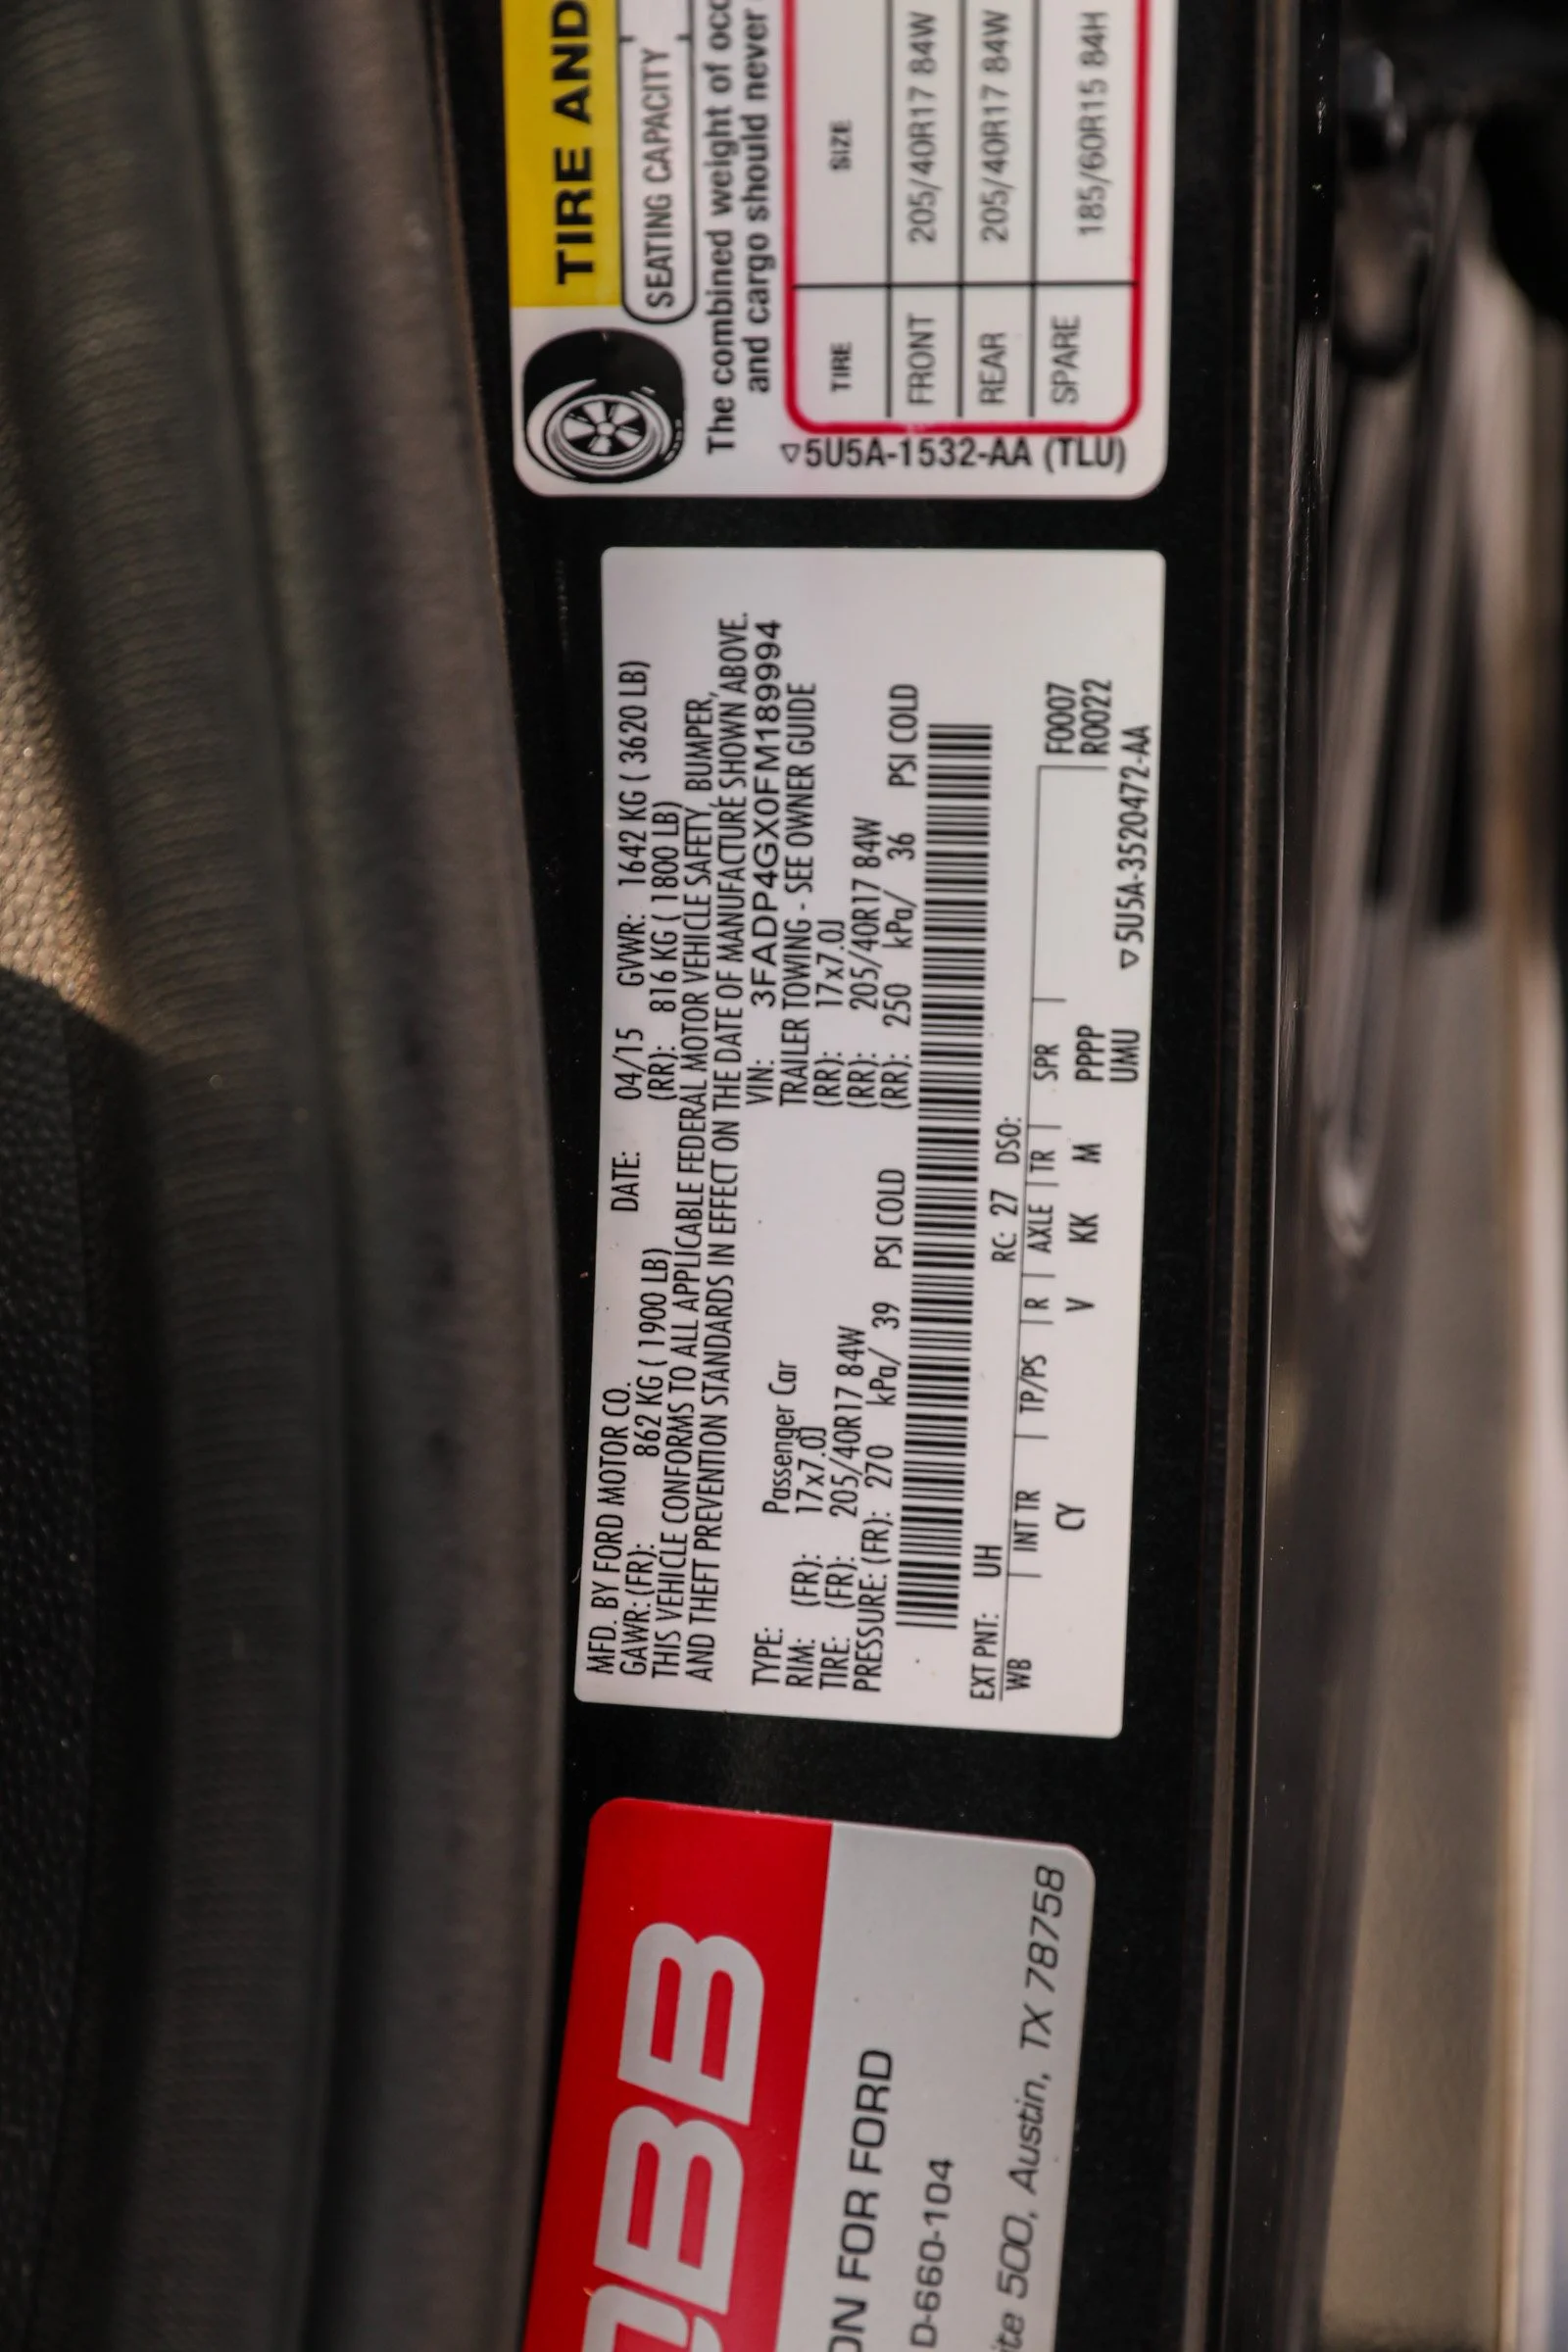 TIRE AND
SEATING CAPACITY
The combined weight of
and cargo should never
TIRE SIZE
FRONT 205/40R17 84W
REAR 205/40R17 84W
SPARE 185/60R15 84H
▽5U5A-1532-AA (TLU)
MFD. BY FORD MOTOR CO. DATE: 04/15 GVWR: 1642 KG ( 3620 LB)
GAWR: (FR): 862 KG ( 1900 LB) (RR): 816 KG ( 1800 LB)
THIS VEHICLE CONFORMS TO ALL APPLICABLE FEDERAL MOTOR VEHICLE SAFETY, BUMPER,
AND THEFT PREVENTION STANDARDS IN EFFECT ON THE DATE OF MANUFACTURE SHOWN ABOVE.
VIN: 3FADP4GX0FM189994
TYPE: Passenger Car TRAILER TOWING - SEE OWNER GUIDE
RIM: (FR): 17x7.0J (RR): 17x7.0J
TIRE: (FR): 205/40R17 84W (RR): 205/40R17 84W
PRESSURE: (FR): 270 kPa/ 39 PSI COLD (RR): 250 kPa/ 36 PSI COLD
EXT PNT: UH RC: 27 DSO:
WB INT TR TP/PS R AXLE TR SPR F0007
CY V KK M PPPP R0022
UMU ▽5U5A-3520472-AA
BB
FOR FORD
D-660-104
500, Austin, TX 78758